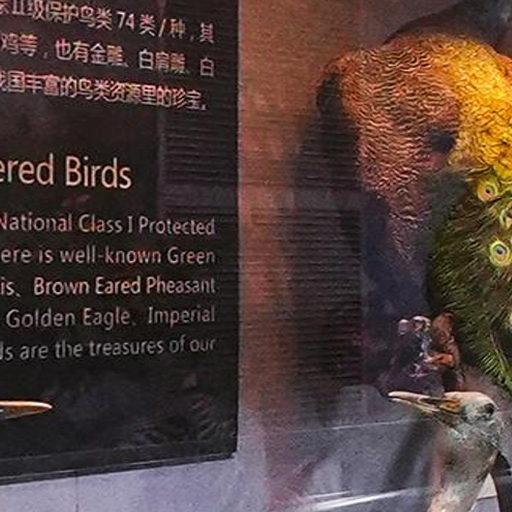 家II级保护鸟类 74 类/种，其
鸡等，也有金雕、白肩雕、白
我国丰富的鸟类资源里的珍宝。
ered Birds
National Class I Protected
ere is well-known Green
is、Brown Eared Pheasant
Golden Eagle、Imperial
ds are the treasures of our